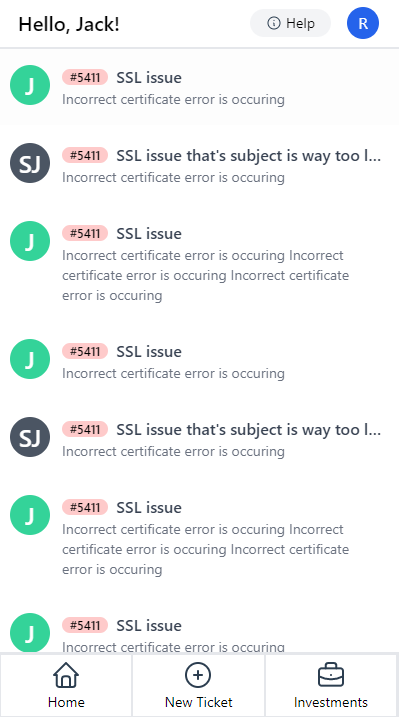 Hello, Jack!
Help
R
J
#5411 SSL issue
Incorrect certificate error is occuring
SJ
#5411 SSL issue that's subject is way too l...
Incorrect certificate error is occuring
J
#5411 SSL issue
Incorrect certificate error is occuring Incorrect
certificate error is occuring Incorrect certificate
error is occuring
J
#5411 SSL issue
Incorrect certificate error is occuring
SJ
#5411 SSL issue that's subject is way too l...
Incorrect certificate error is occuring
J
#5411 SSL issue
Incorrect certificate error is occuring Incorrect
certificate error is occuring Incorrect certificate
error is occuring
J
#5411 SSL issue
Incorrect certificate error is occuring
Home
New Ticket
Investments